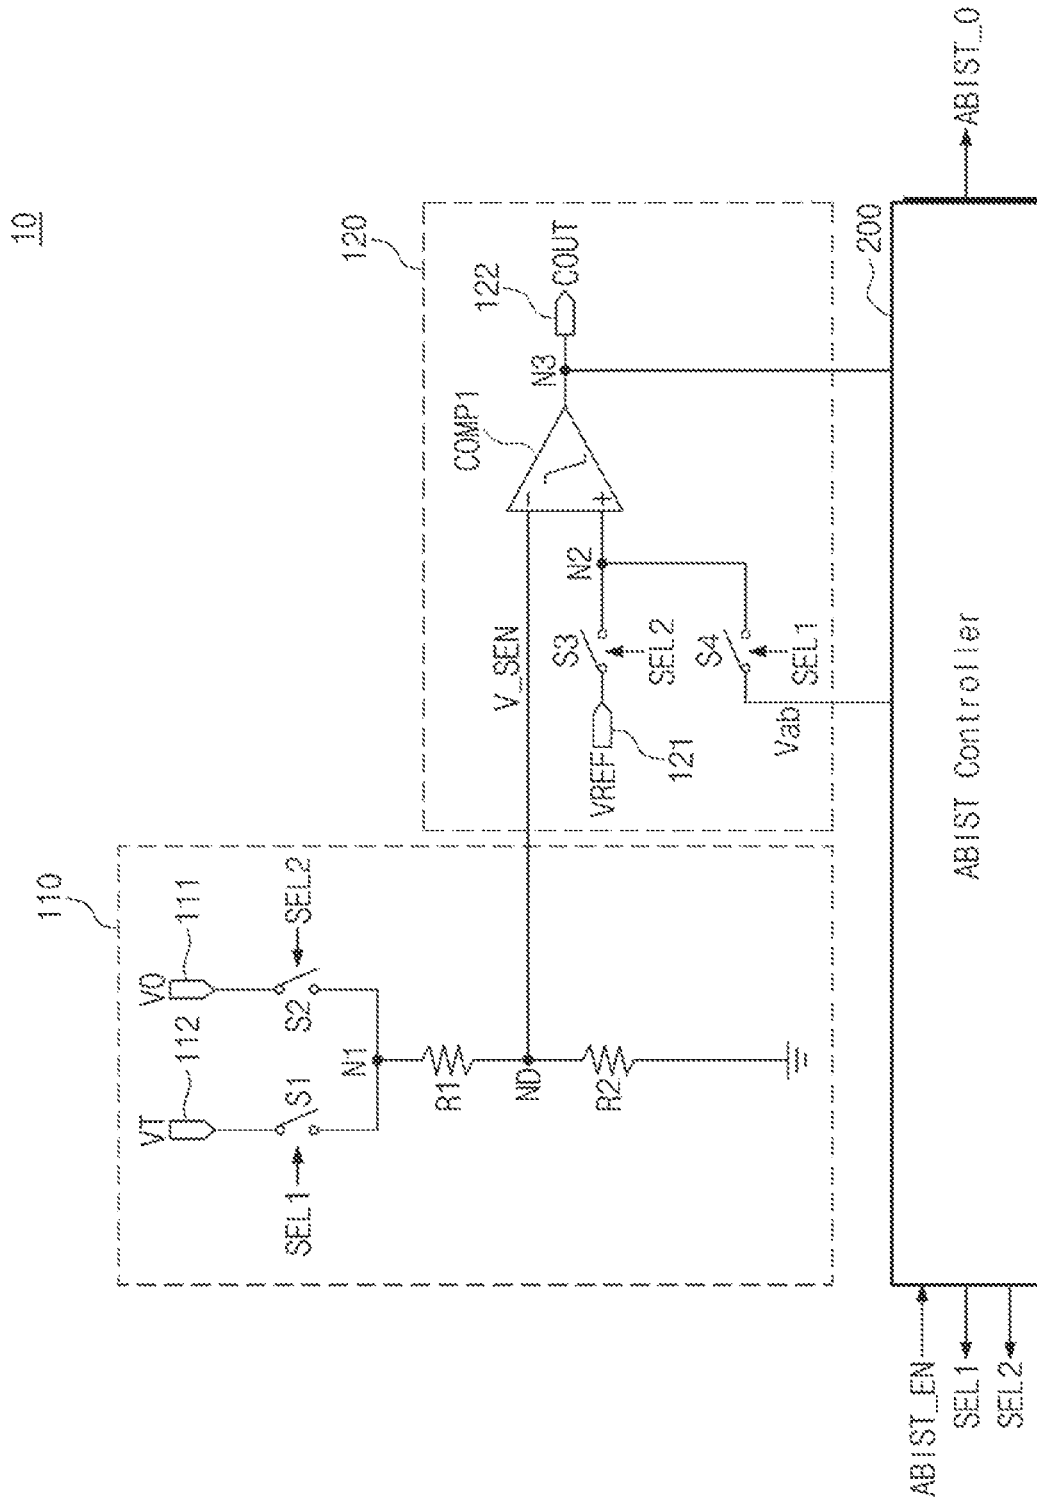 10
110
VT
112
VO
111
SEL1
S1
S2
SEL2
N1
R1
ND
R2
V_SEN
120
COMP1
N3
122
COUT
N2
VREF
121
S3
SEL2
S4
SEL1
Vab
-
+
200
ABIST Controller
ABIST_EN
SEL1
SEL2
ABIST_O